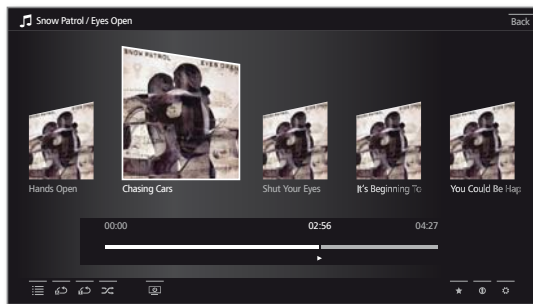 Snow Patrol / Eyes Open
Back
SNOW PATROL EYES OPEN
Hands Open
Chasing Cars
Shut Your Eyes
It's Beginning To
You Could Be Hap
00:00
02:56
04:27